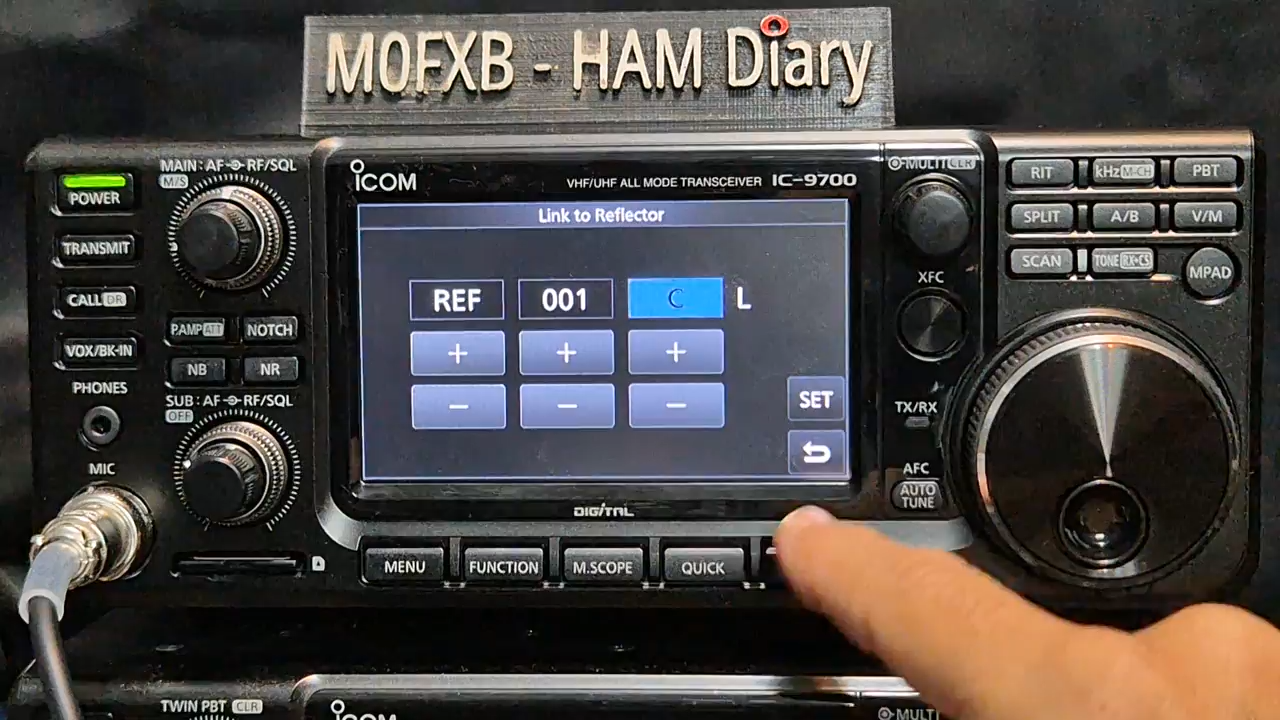 M0FXB - HAM Diary
ICOM
VHF/UHF ALL MODE TRANSCEIVER IC-9700
POWER
TRANSMIT
CALL DR
VOX/BK-IN
PHONES
MIC
MAIN: AF RF/SQL
M/S
P.AMP ATT
NOTCH
NB
NR
SUB: AF RF/SQL
OFF
Link to Reflector
REF 001 C L
+ + +
- - -
SET
DIGITAL
MENU
FUNCTION
M.SCOPE
QUICK
MULTI CLR
XFC
TX/RX
AFC
AUTO
TUNE
RIT
kHz M-CH
PBT
SPLIT
A/B
V/M
SCAN
TONE RX-CS
MPAD
TWIN PBT CLR
ICOM
MULTI